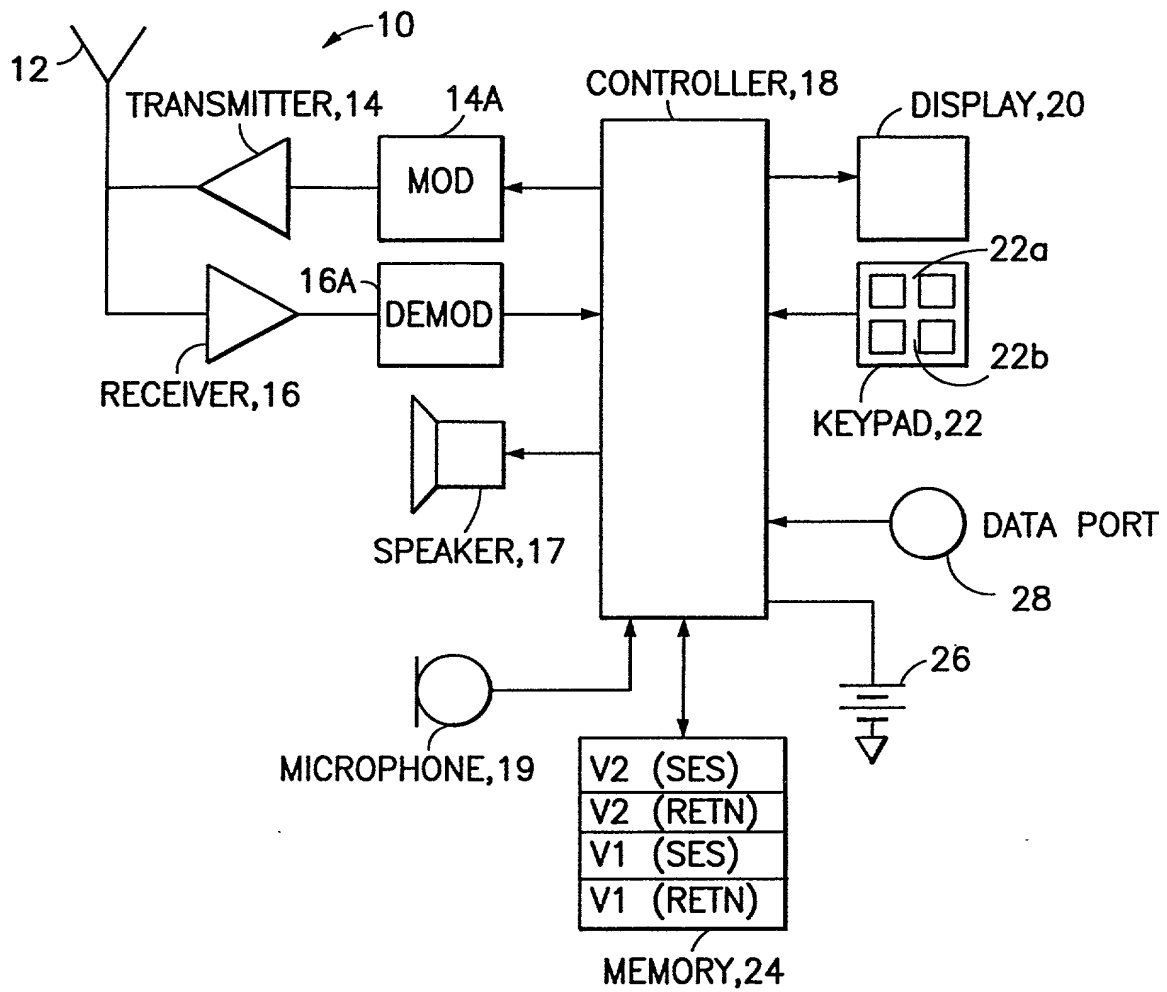 10
12
TRANSMITTER,14
14A
CONTROLLER,18
DISPLAY,20
MOD
22a
16A
DEMOD
22b
RECEIVER,16
KEYPAD,22
SPEAKER,17
DATA PORT
28
26
MICROPHONE,19
V2 (SES)
V2 (RETN)
V1 (SES)
V1 (RETN)
MEMORY,24